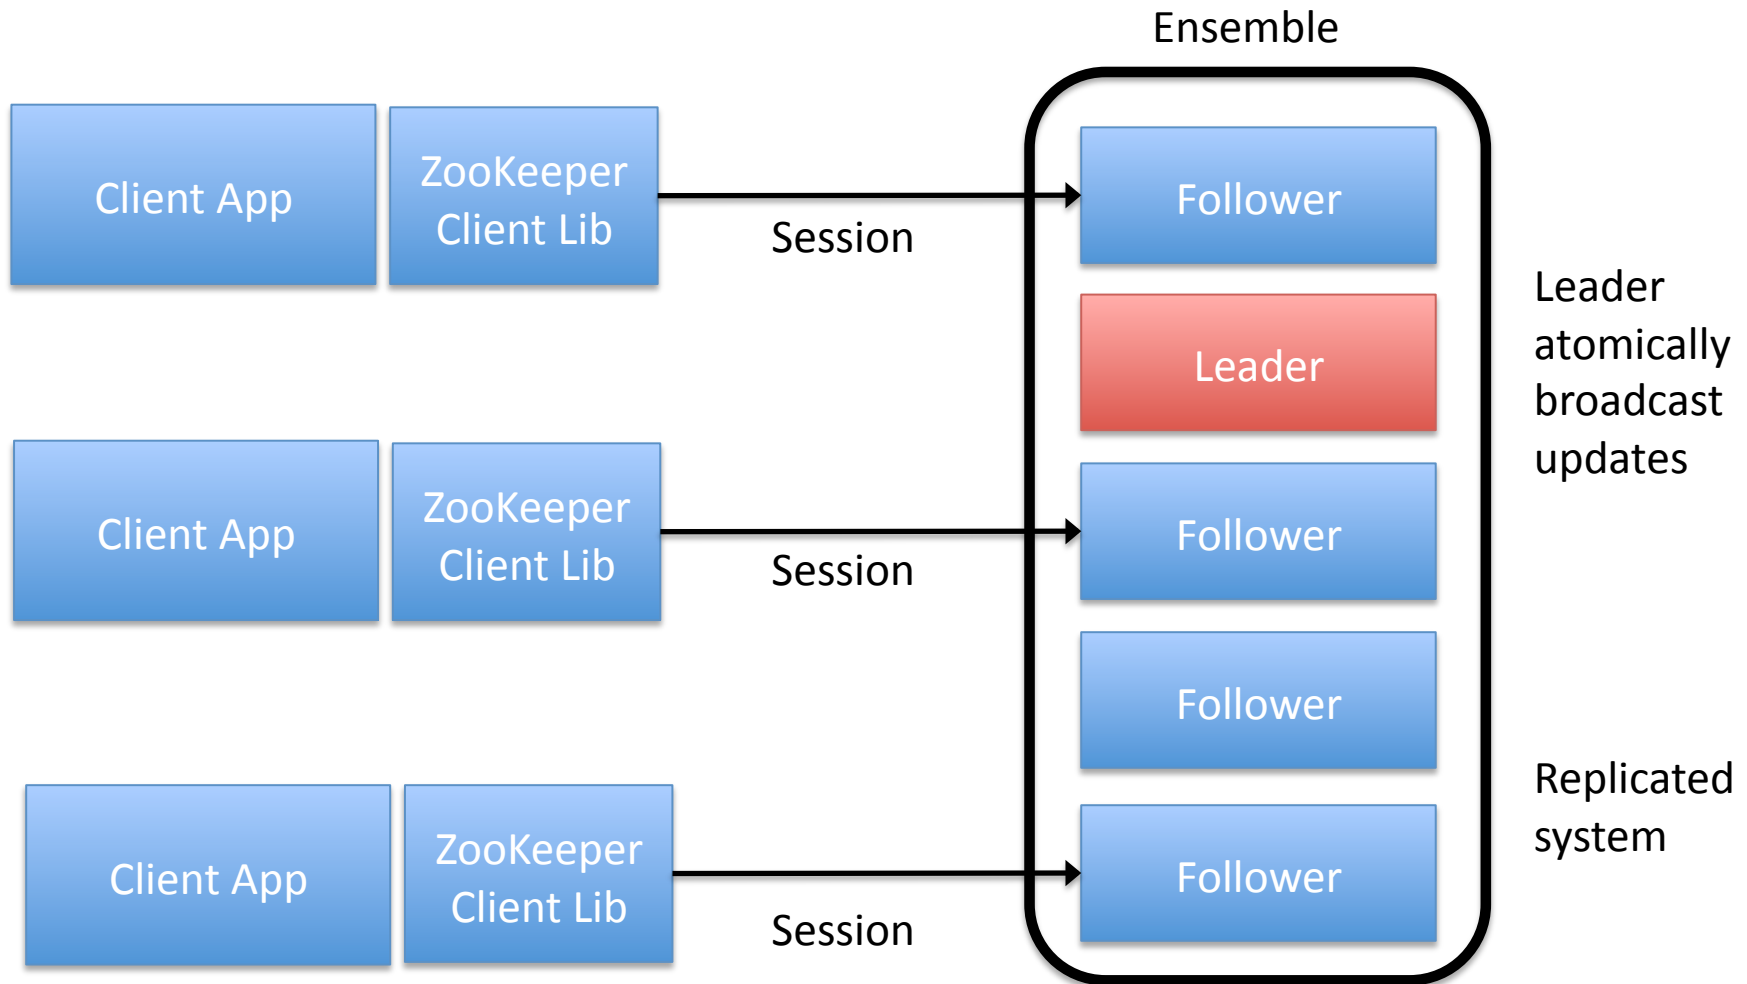 Ensemble
Client App
ZooKeeper
Client Lib
Session
Follower
Leader
Leader
atomically
broadcast
updates
Client App
ZooKeeper
Client Lib
Session
Follower
Follower
Replicated
system
Client App
ZooKeeper
Client Lib
Session
Follower